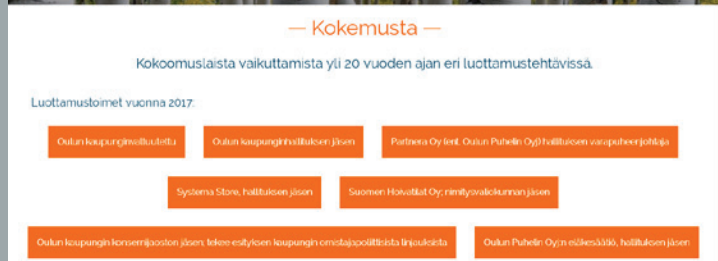 — Kokemusta —
Kokoomuslaista vaikuttamista yli 20 vuoden ajan eri luottamustehtävissä.
Luottamustoimet vuonna 2017:
Oulun kaupunginvaltuutettu
Oulun kaupunginhallituksen jäsen
Partnera Oy (ent. Oulun Puhelin Oyj) hallituksen varapuheenjohtaja
Systema Store, hallituksen jäsen
Suomen Hoivatilat Oy; nimitysvaliokunnan jäsen
Oulun kaupungin konsernijaoston jäsen; tekee esityksen kaupungin omistajapoliittisista linjauksista
Oulun Puhelin Oyj:n eläkesäätiö, hallituksen jäsen